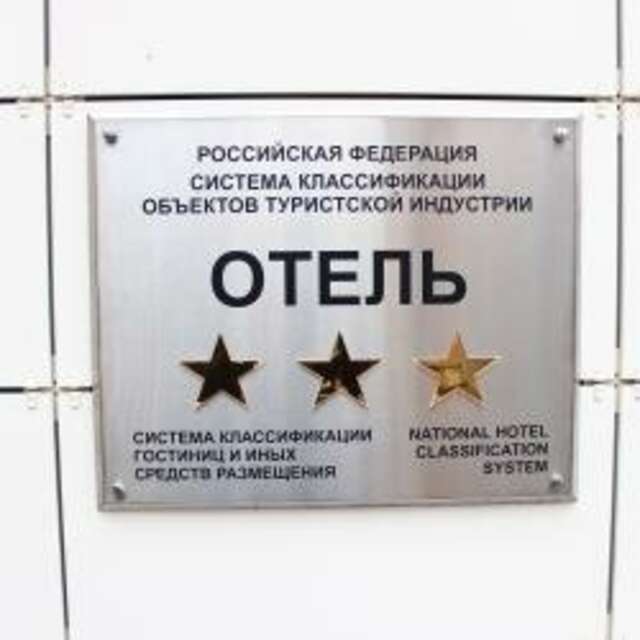 РОССИЙСКАЯ ФЕДЕРАЦИЯ
СИСТЕМА КЛАССИФИКАЦИИ
ОБЪЕКТОВ ТУРИСТСКОЙ ИНДУСТРИИ
ОТЕЛЬ
СИСТЕМА КЛАССИФИКАЦИИ
ГОСТИНИЦ И ИНЫХ
СРЕДСТВ РАЗМЕЩЕНИЯ
NATIONAL HOTEL
CLASSIFICATION
SYSTEM